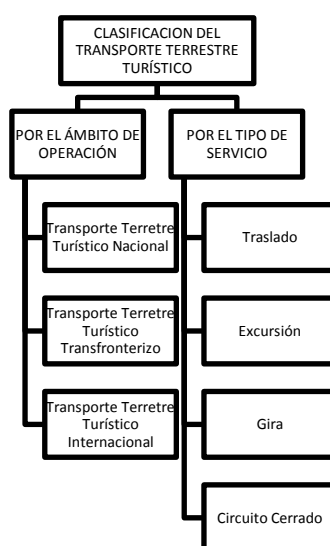 CLASIFICACION DEL
TRANSPORTE TERRESTRE
TURÍSTICO
POR EL ÁMBITO DE
OPERACIÓN
Transporte Terretre
Turístico Nacional
Transporte Terretre
Turístico
Transfronterizo
Transporte Terretre
Turístico
Internacional
POR EL TIPO DE
SERVICIO
Traslado
Excursión
Gira
Circuito Cerrado